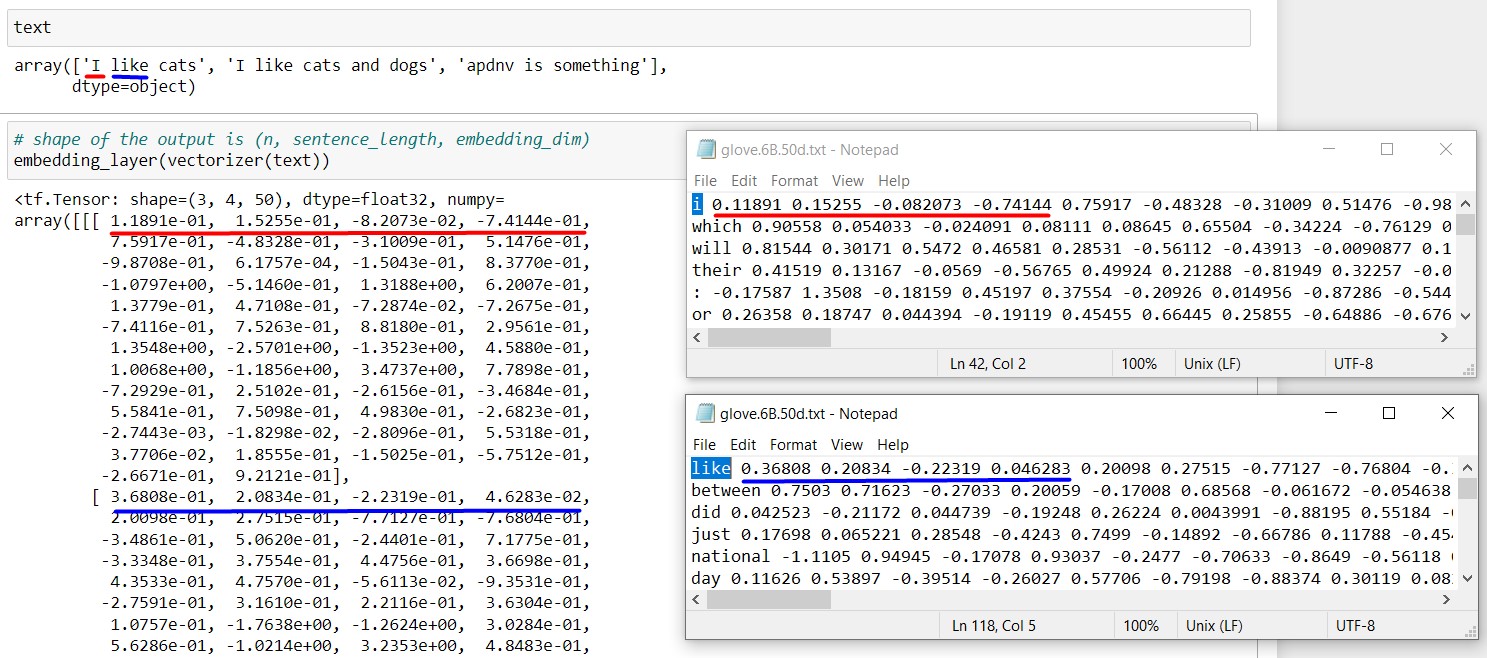 text
array(['I like cats', 'I like cats and dogs', 'apdnv is something'],
dtype=object)
# shape of the output is (n, sentence_length, embedding_dim)
embedding_layer(vectorizer(text))
<tf.Tensor: shape=(3, 4, 50), dtype=float32, numpy=
array([[[ 1.1891e-01, 1.5255e-01, -8.2073e-02, -7.4144e-01,
7.5917e-01, -4.8328e-01, -3.1009e-01, 5.1476e-01,
-9.8708e-01, 6.1757e-04, -1.5043e-01, 8.3770e-01,
-1.0797e+00, -5.1460e-01, 1.3188e+00, 6.2007e-01,
1.3779e-01, 4.7108e-01, -7.2874e-02, -7.2675e-01,
-7.4116e-01, 7.5263e-01, 8.8180e-01, 2.9561e-01,
1.3548e+00, -2.5701e+00, -1.3523e+00, 4.5880e-01,
1.0068e+00, -1.1856e+00, 3.4737e+00, 7.7898e-01,
-7.2929e-01, 2.5102e-01, -2.6156e-01, -3.4684e-01,
5.5841e-01, 7.5098e-01, 4.9830e-01, -2.6823e-01,
-2.7443e-03, -1.8298e-02, -2.8096e-01, 5.5318e-01,
3.7706e-02, 1.8555e-01, -1.5025e-01, -5.7512e-01,
-2.6671e-01, 9.2121e-01],
[ 3.6808e-01, 2.0834e-01, -2.2319e-01, 4.6283e-02,
2.0098e-01, 2.7515e-01, -7.7127e-01, -7.6804e-01,
-3.4861e-01, 5.0620e-01, -2.4401e-01, 7.1775e-01,
-3.3348e-01, 3.7554e-01, 4.4756e-01, 3.6698e-01,
4.3533e-01, 4.7570e-01, -5.6113e-02, -9.3531e-01,
-2.7591e-01, 3.1610e-01, 2.2116e-01, 3.6304e-01,
1.0757e-01, -1.7638e+00, -1.2624e+00, 3.0284e-01,
5.6286e-01, -1.0214e+00, 3.2353e+00, 4.8483e-01,
glove.6B.50d.txt - Notepad
File Edit Format View Help
i 0.11891 0.15255 -0.082073 -0.74144 0.75917 -0.48328 -0.31009 0.51476 -0.98
which 0.90558 0.054033 -0.024091 0.08111 0.08645 0.65504 -0.34224 -0.76129 0
will 0.81544 0.30171 0.5472 0.46581 0.28531 -0.56112 -0.43913 -0.0090877 0.1
their 0.41519 0.13167 -0.0569 -0.56765 0.49924 0.21288 -0.81949 0.32257 -0.0
: -0.17587 1.3508 -0.18159 0.45197 0.37554 -0.20926 0.014956 -0.87286 -0.544
or 0.26358 0.18747 0.044394 -0.19119 0.45455 0.66445 0.25855 -0.64886 -0.676
Ln 42, Col 2 100% Unix (LF) UTF-8
glove.6B.50d.txt - Notepad
File Edit Format View Help
like 0.36808 0.20834 -0.22319 0.046283 0.20098 0.27515 -0.77127 -0.76804 -0.
between 0.7503 0.71623 -0.27033 0.20059 -0.17008 0.68568 -0.061672 -0.054638
did 0.042523 -0.21172 0.044739 -0.19248 0.26224 0.0043991 -0.88195 0.55184 -
just 0.17698 0.065221 0.28548 -0.4243 0.7499 -0.14892 -0.66786 0.11788 -0.45
national -1.1105 0.94945 -0.17078 0.93037 -0.2477 -0.70633 -0.8649 -0.56118
day 0.11626 0.53897 -0.39514 -0.26027 0.57706 -0.79198 -0.88374 0.30119 0.08
Ln 118, Col 5 100% Unix (LF) UTF-8